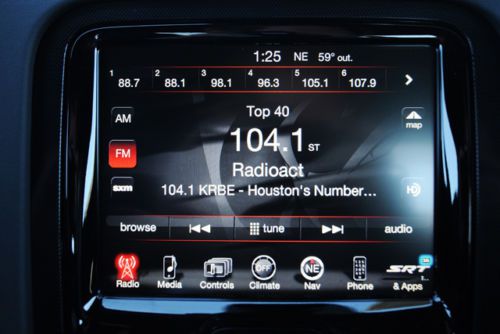 1:25 NE 59° out.
1 88.7 2 88.1 3 98.1 4 96.3 5 105.1 6 107.9
Top 40
AM
104.1 ST
map
FM
Radioact
sxm
104.1 KRBE - Houston's Number...
HD
browse tune audio
OFF NE SRT
Radio Media Controls Climate Nav Phone & Apps